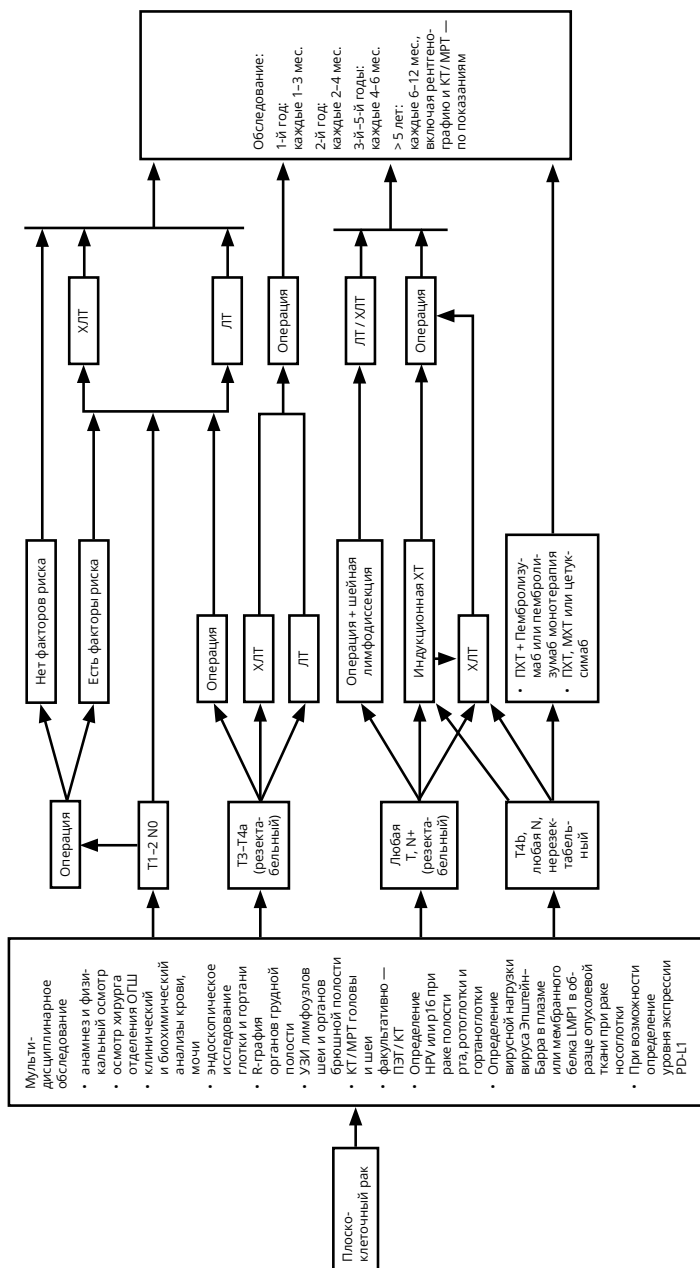 Плоско-
клеточный рак
Мульти-
дисциплинарное
обследование
• анамнез и физи-
кальный осмотр
• осмотр хирурга
отделения ОГШ
• клинический
и биохимический
анализы крови,
мочи
• эндоскопическое
исследование
глотки и гортани
• R-графия
органов грудной
полости
• УЗИ лимфоузлов
шеи и органов
брюшной полости
• КТ / МРТ головы
и шеи
• факультативно —
ПЭТ / КТ
• Определение
HPV или p16 при
раке полости
рта, ротоглотки и
гортаноглотки
• Определение
вирусной нагрузки
вируса Эпштейн–
Барра в плазме
или мембранного
белка LMP1 в об-
разце опухолевой
ткани при раке
носоглотки
• При возможности
определение
уровня экспрессии
PD-L1
Операция
T1–2 N0
T3–T4a
(резекта-
бельный)
Любая
T, N+
(резекта-
бельный)
T4b,
любая N,
нерезек-
табель-
ный
Нет факторов риска
Есть факторы риска
Операция
ХЛТ
ЛТ
Операция + шейная
лимфодиссекция
Индукционная ХТ
ХЛТ
• ПХТ + Пембролизу-
маб или пемброли-
зумаб монотерапия
• ПХТ, МХТ или цетук-
симаб
ХЛТ
ЛТ
Операция
ЛТ / ХЛТ
Операция
Обследование:
1-й год:
каждые 1–3 мес.
2-й год:
каждые 2–4 мес.
3-й–5-й годы:
каждые 4–6 мес.
> 5 лет:
каждые 6–12 мес.,
включая рентгено-
графию и КТ / МРТ —
по показаниям